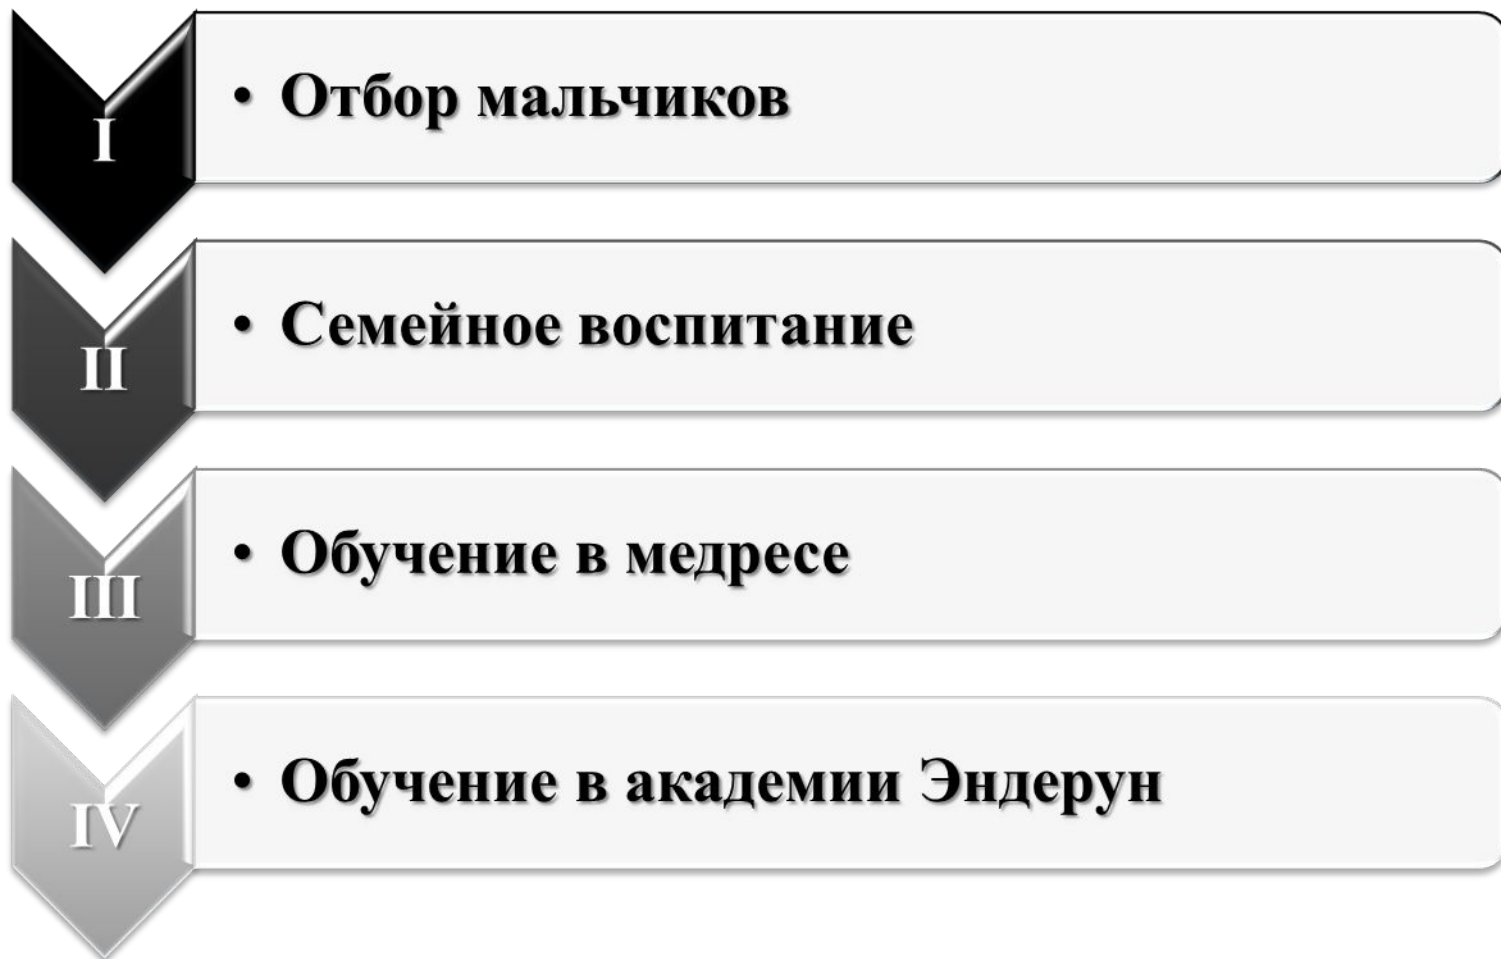 I
• Отбор мальчиков
II
• Семейное воспитание
III
• Обучение в медресе
IV
• Обучение в академии Эндерун